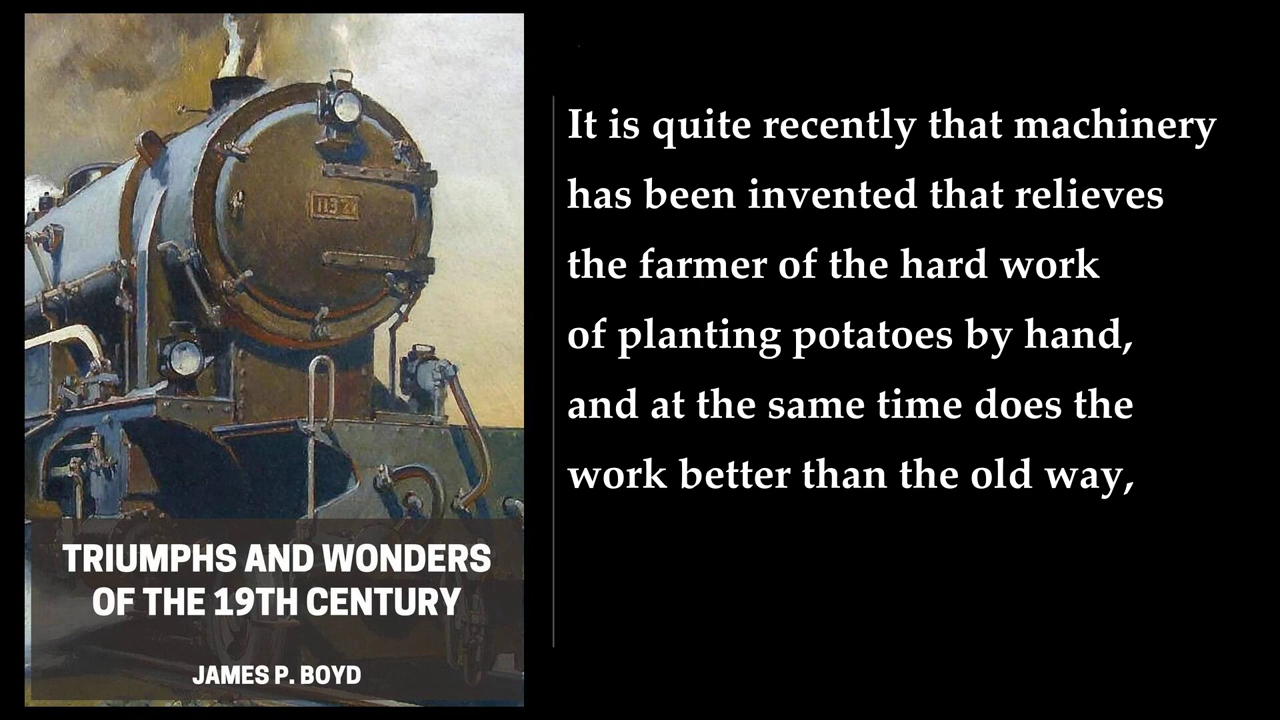 It is quite recently that machinery
has been invented that relieves
the farmer of the hard work
of planting potatoes by hand,
and at the same time does the
work better than the old way,
TRIUMPHS AND WONDERS
OF THE 19TH CENTURY
JAMES P. BOYD